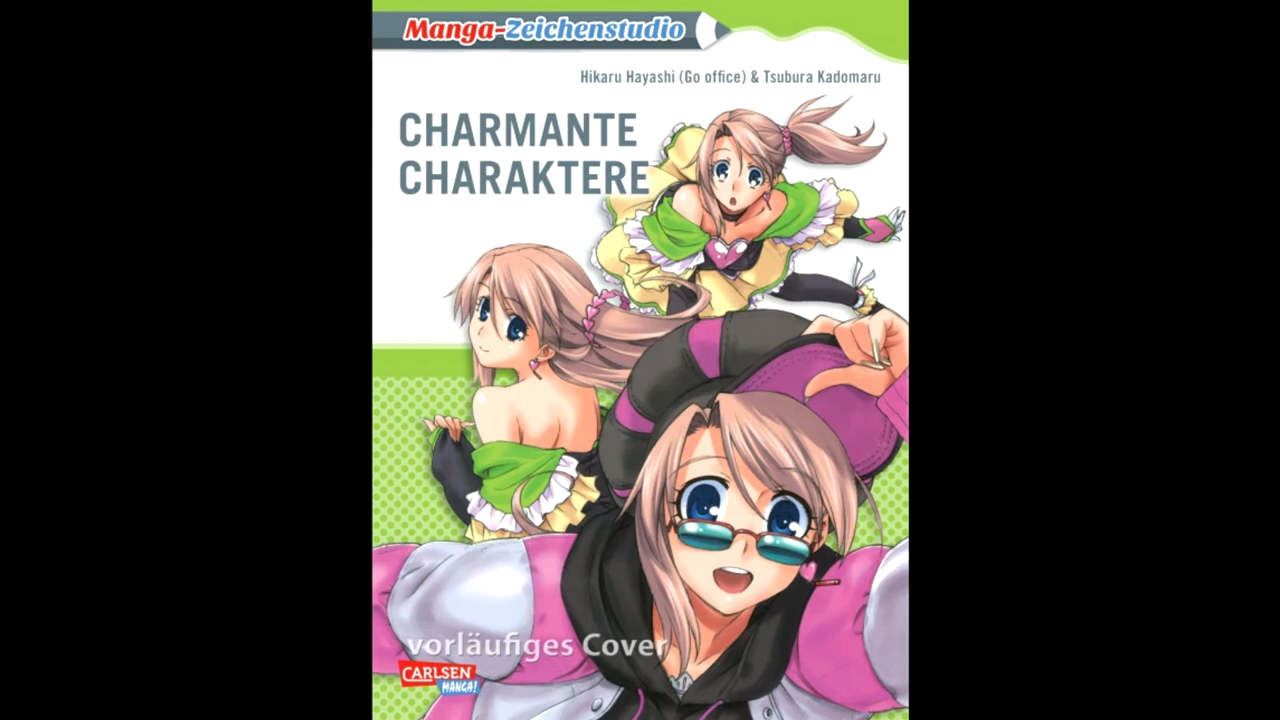 Manga-Zeichenstudio
Hikaru Hayashi (Go office) & Tsubura Kadomaru
CHARMANTE
CHARAKTERE
vorläufiges Cover
CARLSEN
MANGA!